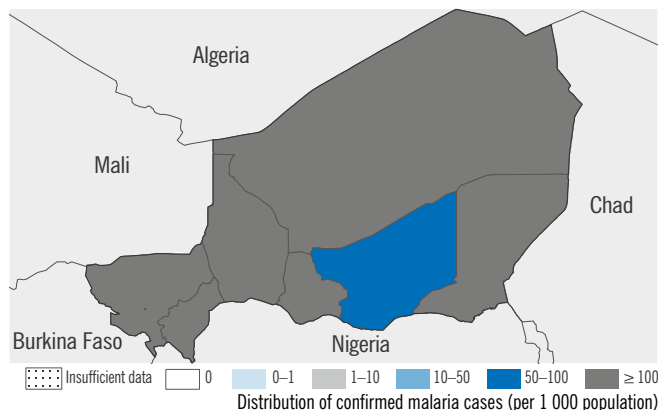 Algeria
Mali
Chad
Burkina Faso
Nigeria
Insufficient data 0 0–1 1–10 10–50 50–100 ≥ 100
Distribution of confirmed malaria cases (per 1 000 population)